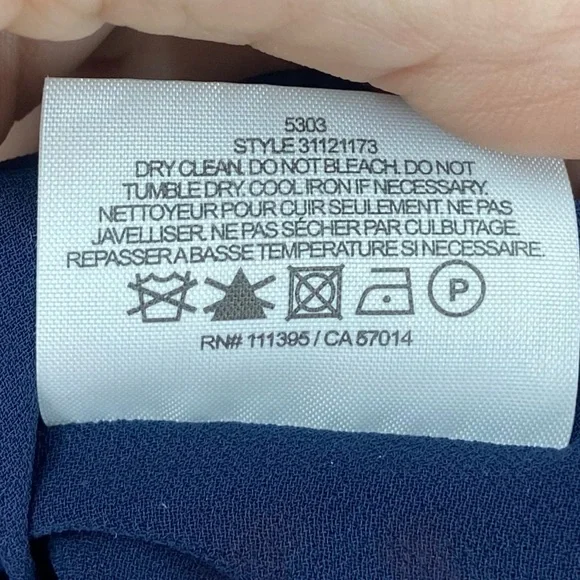 5303
STYLE 31121173
DRY CLEAN. DO NOT BLEACH. DO NOT
TUMBLE DRY. COOL IRON IF NECESSARY.
NETTOYEUR POUR CUIR SEULEMENT. NE PAS
JAVELLISER. NE PAS SÉCHER PAR CULBUTAGE.
REPASSER A BASSE TEMPERATURE SI NECESSAIRE.
P
RN# 111395 / CA 57014